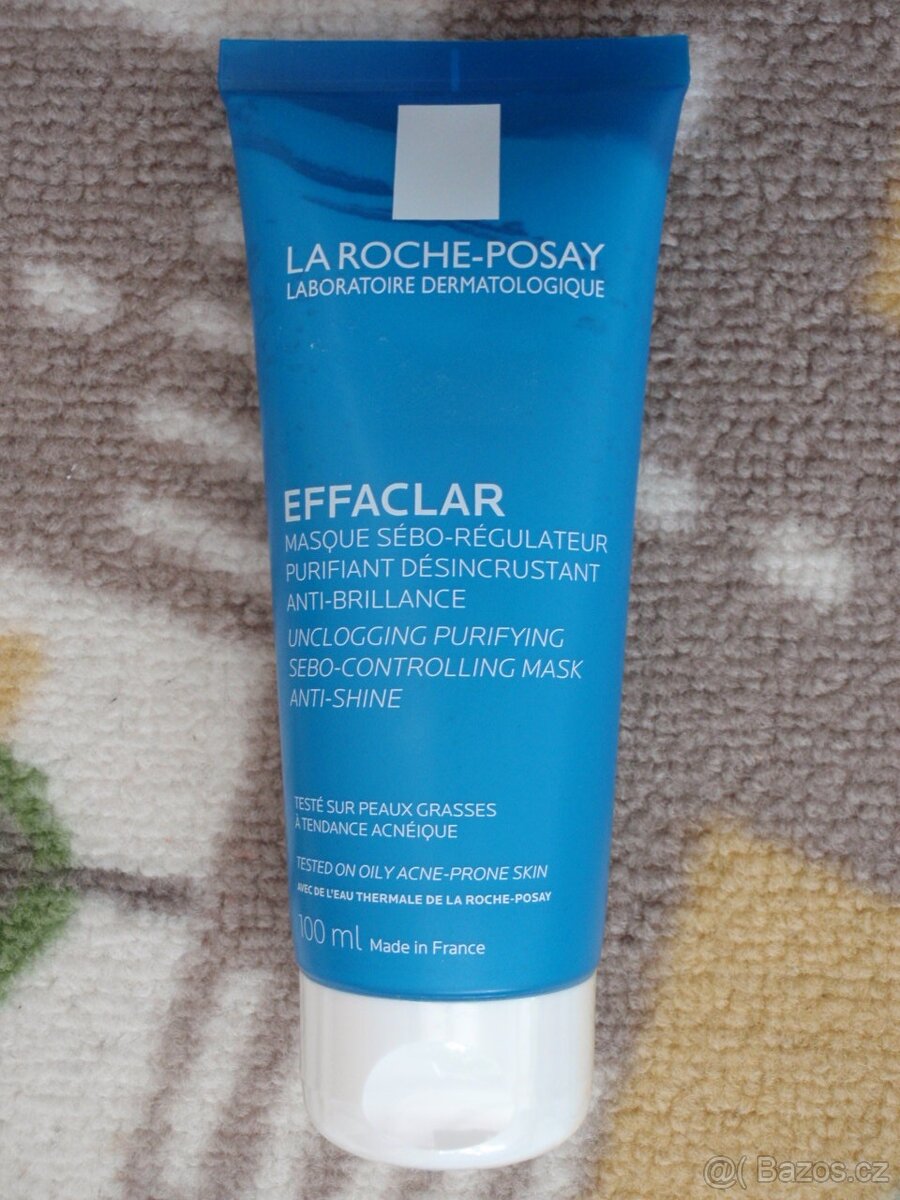 LA ROCHE-POSAY
LABORATOIRE DERMATOLOGIQUE
EFFACLAR
MASQUE SÉBO-RÉGULATEUR
PURIFIANT DÉSINCRUSTANT
ANTI-BRILLANCE
UNCLOGGING PURIFYING
SEBO-CONTROLLING MASK
ANTI-SHINE
TESTÉ SUR PEAUX GRASSES
À TENDANCE ACNÉIQUE
TESTED ON OILY ACNE-PRONE SKIN
AVEC DE L'EAU THERMALE DE LA ROCHE-POSAY
100 ml Made in France
@( Bazos.cz